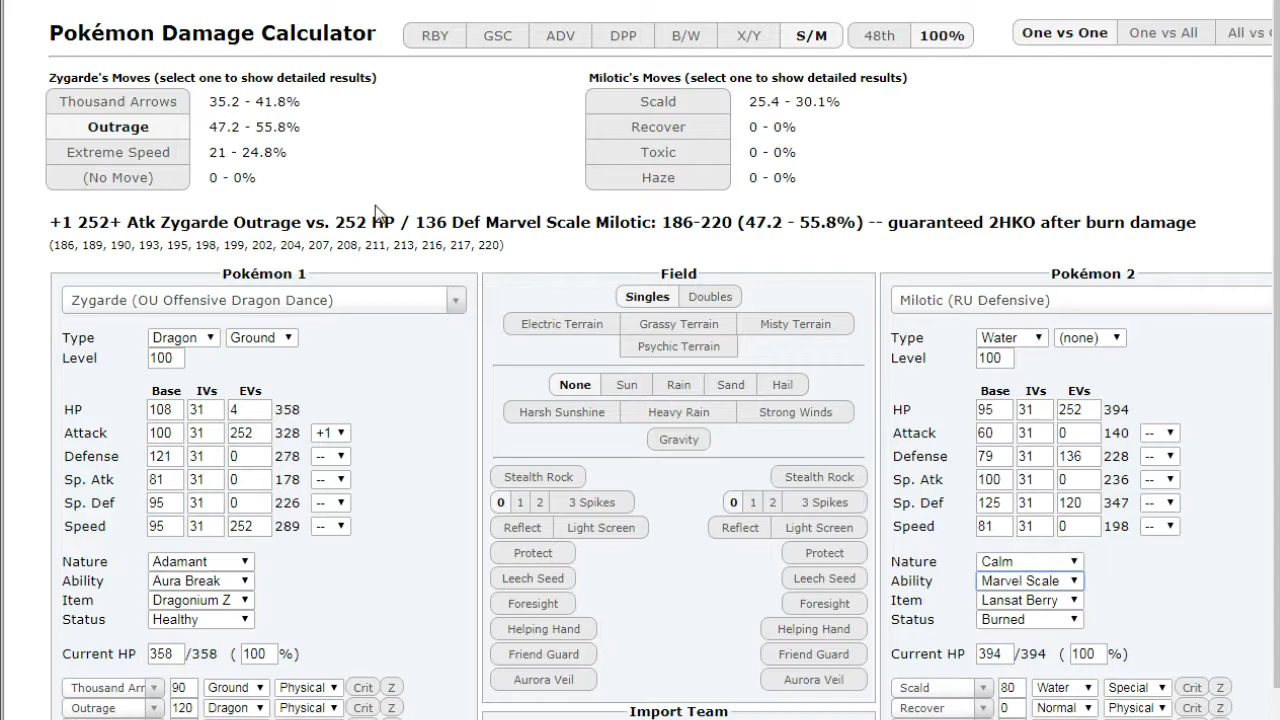 Pokémon Damage Calculator RBY GSC ADV DPP B/W X/Y S/M 48th 100% One vs One One vs All All vs
Zygarde's Moves (select one to show detailed results) Milotic's Moves (select one to show detailed results)
Thousand Arrows 35.2 - 41.8% Scald 25.4 - 30.1%
Outrage 47.2 - 55.8% Recover 0 - 0%
Extreme Speed 21 - 24.8% Toxic 0 - 0%
(No Move) 0 - 0% Haze 0 - 0%
+1 252+ Atk Zygarde Outrage vs. 252 HP / 136 Def Marvel Scale Milotic: 186-220 (47.2 - 55.8%) -- guaranteed 2HKO after burn damage
(186, 189, 190, 193, 195, 198, 199, 202, 204, 207, 208, 211, 213, 216, 217, 220)
Pokémon 1
Zygarde (OU Offensive Dragon Dance)
Type Dragon Ground
Level 100
Base IVs EVs
HP 108 31 4 358
Attack 100 31 252 328 +1
Defense 121 31 0 278 --
Sp. Atk 81 31 0 178 --
Sp. Def 95 31 0 226 --
Speed 95 31 252 289 --
Nature Adamant
Ability Aura Break
Item Dragonium Z
Status Healthy
Current HP 358 /358 ( 100 %)
Thousand Arr 90 Ground Physical Crit Z
Outrage 120 Dragon Physical Crit Z
Field
Singles Doubles
Electric Terrain Grassy Terrain Misty Terrain
Psychic Terrain
None Sun Rain Sand Hail
Harsh Sunshine Heavy Rain Strong Winds
Gravity
Stealth Rock Stealth Rock
0 1 2 3 Spikes 0 1 2 3 Spikes
Reflect Light Screen Reflect Light Screen
Protect Protect
Leech Seed Leech Seed
Foresight Foresight
Helping Hand Helping Hand
Friend Guard Friend Guard
Aurora Veil Aurora Veil
Import Team
Pokémon 2
Milotic (RU Defensive)
Type Water (none)
Level 100
Base IVs EVs
HP 95 31 252 394
Attack 60 31 0 140 --
Defense 79 31 136 228 --
Sp. Atk 100 31 0 236 --
Sp. Def 125 31 120 347 --
Speed 81 31 0 198 --
Nature Calm
Ability Marvel Scale
Item Lansat Berry
Status Burned
Current HP 394 /394 ( 100 %)
Scald 80 Water Special Crit Z
Recover 0 Normal Physical Crit Z